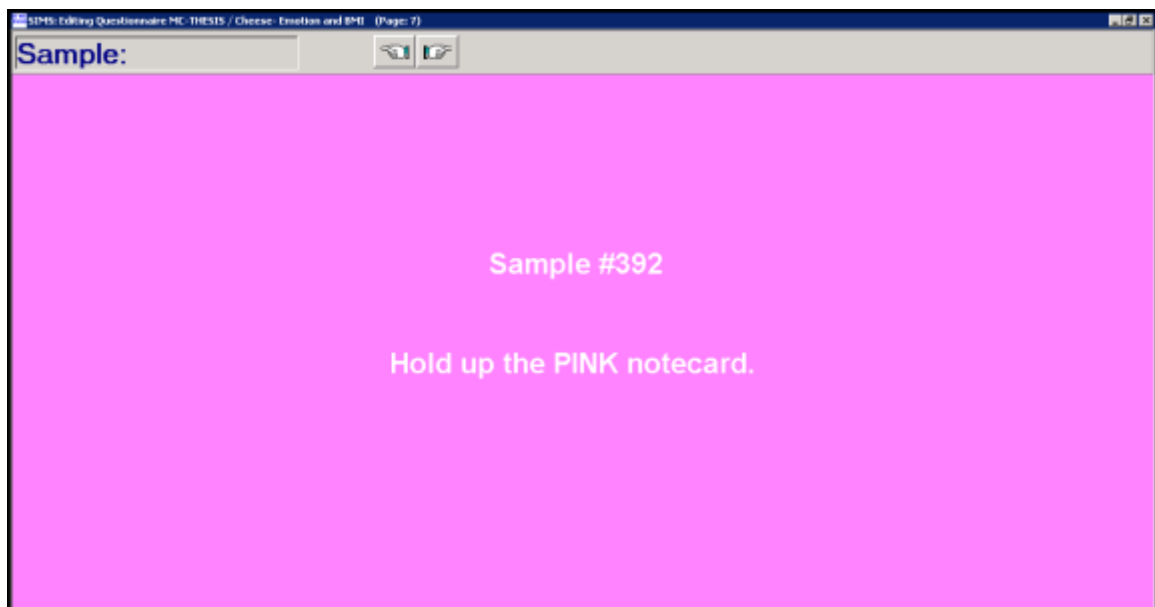 SIMS: Editing Questionnaire MC-THESIS / Cheese- Emotion and BMI (Page: 7)
Sample:
Sample #392
Hold up the PINK notecard.